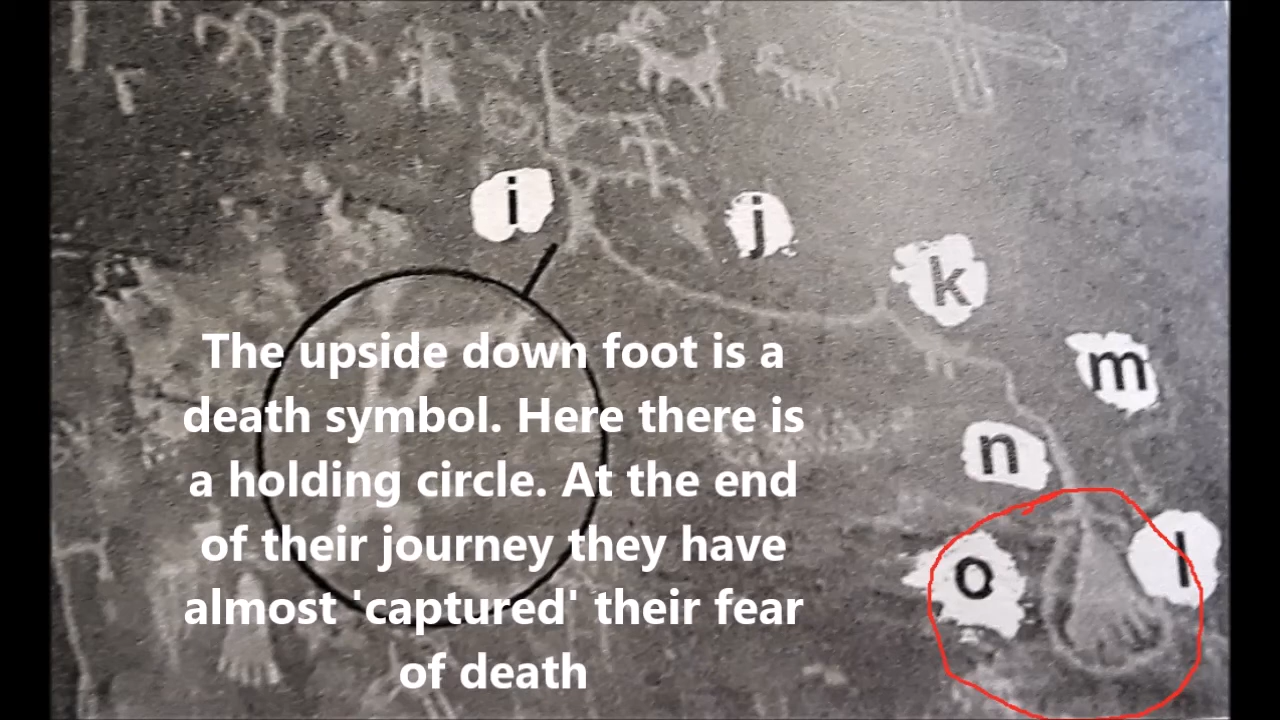 i
j
k
m
n
o
l
The upside down foot is a
death symbol. Here there is
a holding circle. At the end
of their journey they have
almost 'captured' their fear
of death